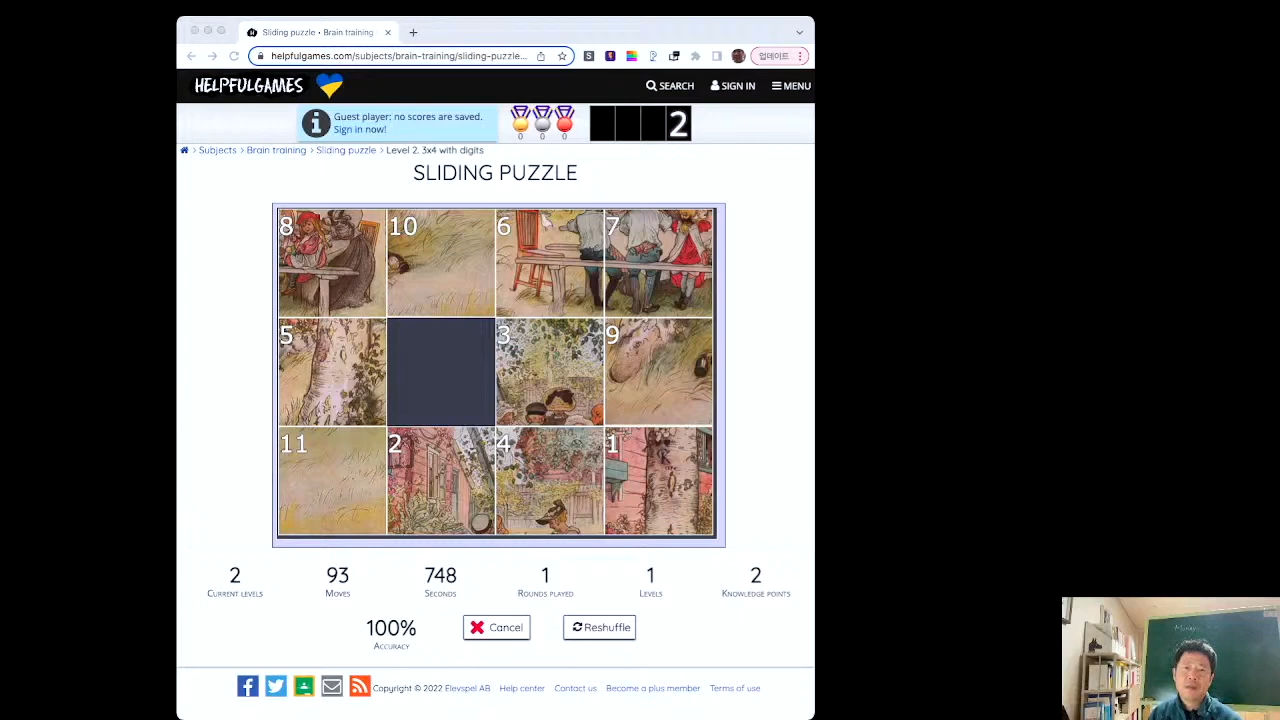 Sliding puzzle • Brain training
helpfulgames.com/subjects/brain-training/sliding-puzzle...
업데이트
HELPFULGAMES
SEARCH
SIGN IN
MENU
Guest player: no scores are saved.
Sign in now!
0 0 0
2
> Subjects > Brain training > Sliding puzzle > Level 2. 3x4 with digits
SLIDING PUZZLE
8 10 6 7
5 3 9
11 2 4 1
2 93 748 1 1 2
Current levels Moves Seconds Rounds played Levels Knowledge points
100%
Accuracy
Cancel
Reshuffle
Copyright © 2022 Elevspel AB Help center Contact us Become a plus member Terms of use